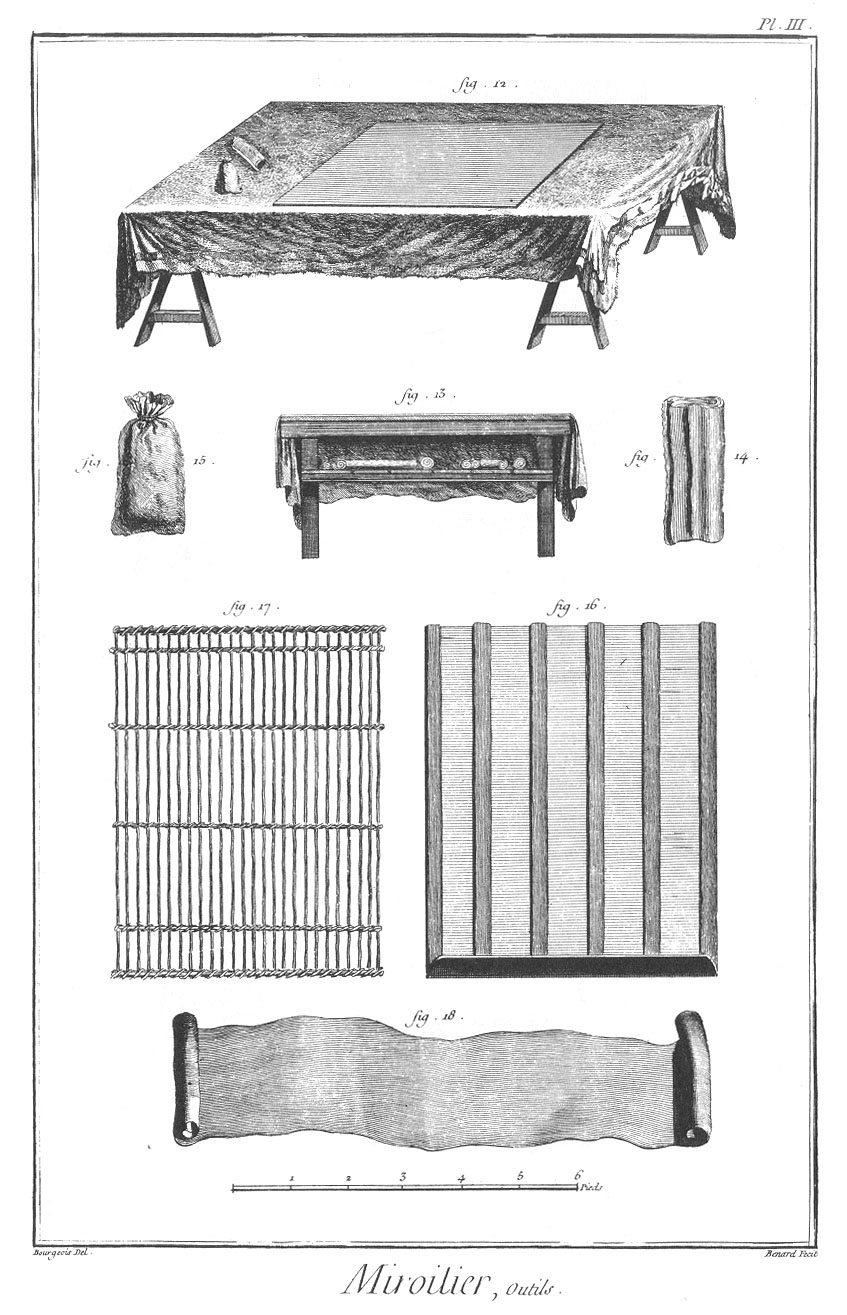 Pl. III.
fig. 12.
fig. 13.
fig. 15.
fig. 14.
fig. 17.
fig. 16.
fig. 18.
1 2 3 4 5 6 Pieds
Bourgeois Del.
Benard Fecit
Miroitier, Outils.